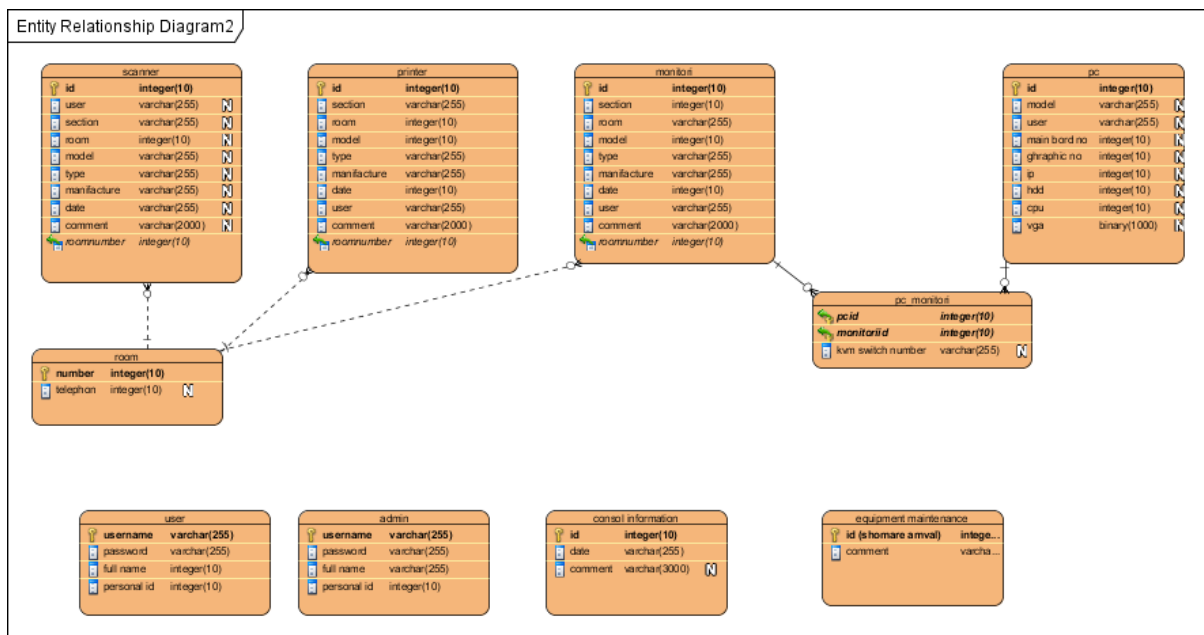 Entity Relationship Diagram2
scanner
id integer(10)
user varchar(255) N
section varchar(255) N
room integer(10) N
model varchar(255) N
type varchar(255) N
manifacture varchar(255) N
date varchar(255) N
comment varchar(2000) N
roomnumber integer(10)
printer
id integer(10)
section varchar(255)
room integer(10)
model integer(10)
type varchar(255)
manifacture varchar(255)
date integer(10)
user varchar(255)
comment varchar(2000)
roomnumber integer(10)
monitori
id integer(10)
section integer(10)
room varchar(255)
model integer(10)
type varchar(255)
manifacture varchar(255)
date integer(10)
user varchar(255)
comment varchar(2000)
roomnumber integer(10)
pc
id integer(10)
model varchar(255) N
user varchar(255) N
main bord no integer(10) N
ghraphic no integer(10) N
ip integer(10) N
hdd integer(10) N
cpu integer(10) N
vga binary(1000) N
pc_monitori
pcid integer(10)
monitoriid integer(10)
kvm switch number varchar(255) N
room
number integer(10)
telephon integer(10) N
user
username varchar(255)
password varchar(255)
full name integer(10)
personal id integer(10)
admin
username varchar(255)
password varchar(255)
full name varchar(255)
personal id integer(10)
consol information
id integer(10)
date varchar(255)
comment varchar(3000) N
equipment maintenance
id (shomare amval) intege...
comment varcha...